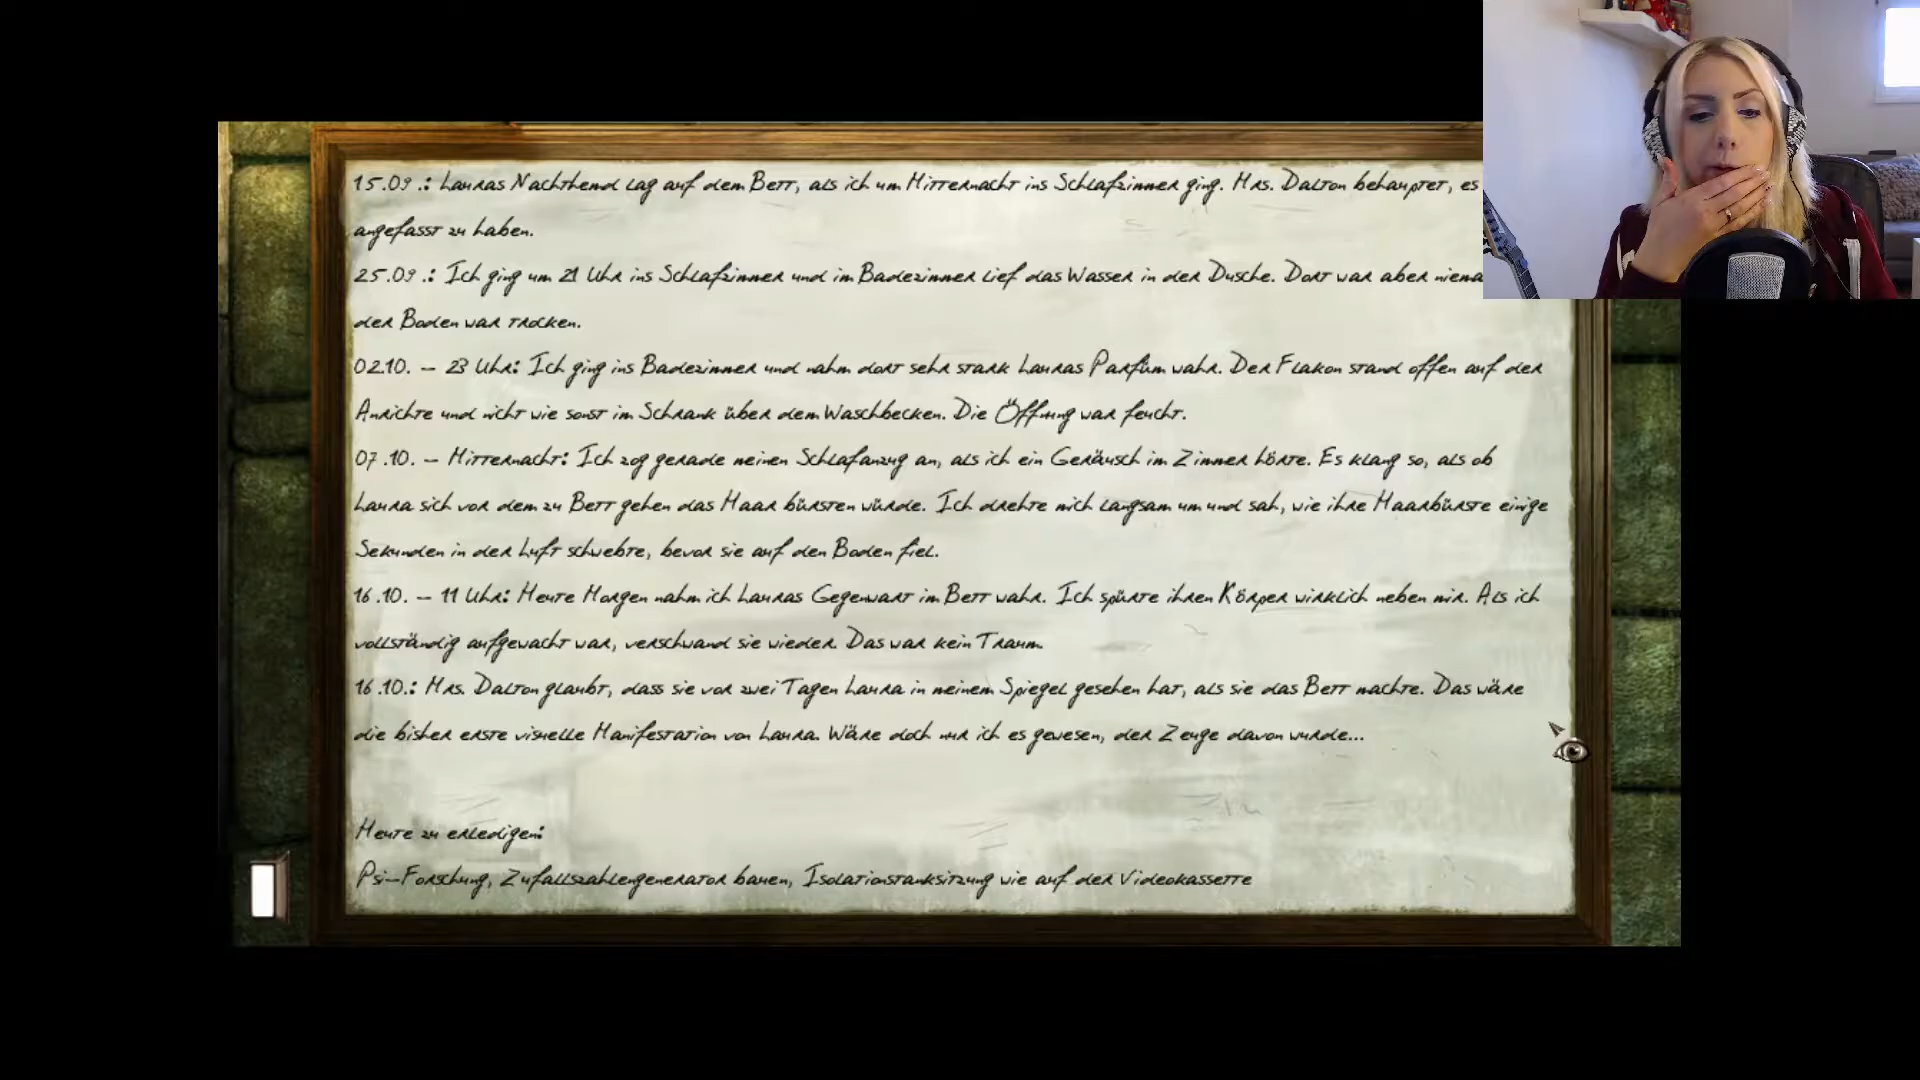 15.09.: Lauras Nachthemd lag auf dem Bett, als ich um Mitternacht ins Schlafzimmer ging. Mrs. Dalton behauptet, es
angefasst zu haben.
25.09.: Ich ging um 21 Uhr ins Schlafzimmer und im Badezimmer lief das Wasser in der Dusche. Dort war aber niema
der Boden war trocken.
02.10. – 23 Uhr: Ich ging ins Badezimmer und nahm dort sehr stark Lauras Parfüm wahr. Der Flakon stand offen auf der
Anrichte und nicht wie sonst im Schrank über dem Waschbecken. Die Öffnung war feucht.
07.10. – Mitternacht: Ich zog gerade meinen Schlafanzug an, als ich ein Geräusch im Zimmer hörte. Es klang so, als ob
Laura sich vor dem zu Bett gehen das Haar bürsten würde. Ich drehte mich langsam um und sah, wie ihre Haarbürste einige
Sekunden in der Luft schwebte, bevor sie auf den Boden fiel.
16.10. – 11 Uhr: Heute Morgen nahm ich Lauras Gegenwart im Bett wahr. Ich spürte ihren Körper wirklich neben mir. Als ich
vollständig aufgewacht war, verschwand sie wieder. Das war kein Traum.
16.10.: Mrs. Dalton glaubt, dass sie vor zwei Tagen Laura in meinem Spiegel gesehen hat, als sie das Bett machte. Das wäre
die bisher erste visuelle Manifestation von Laura. Wäre doch nur ich es gewesen, der Zeuge davon wurde...
Heute zu erledigen:
Psi-Forschung, Zufallszahlengenerator bauen, Isolationstanksitzung wie auf der Videokassette